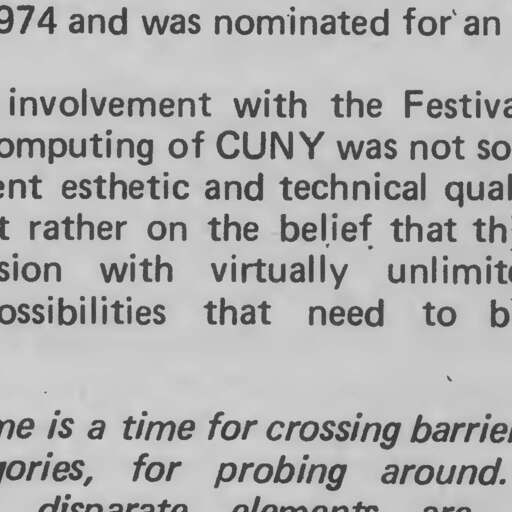 974 and was nominated for an
involvement with the Festiva
omputing of CUNY was not so
ent esthetic and technical qual
t rather on the belief that th
sion with virtually unlimite
ossibilities that need to b
me is a time for crossing barrier
gories, for probing around.
disparate elements are